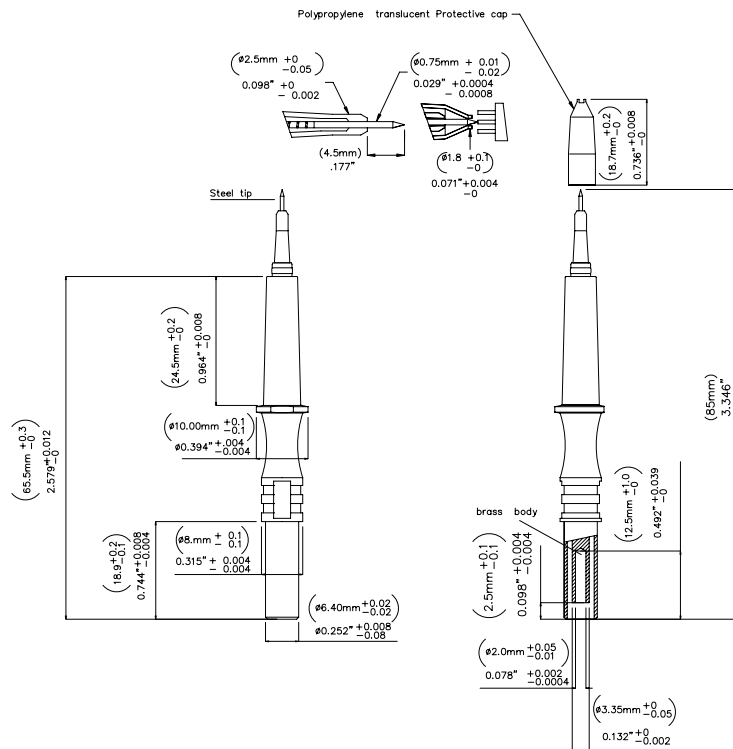 Polypropylene translucent Protective cap
(ø2.5mm +0 -0.05)
0.098" +0 - 0.002
(ø0.75mm + 0.01 - 0.02)
0.029" +0.0004 - 0.0008
(4.5mm)
.177"
(ø1.8 +0.1 -0)
0.071"+0.004 -0
(18.7mm+0.2 -0)
0.736"+0.008 -0
Steel tip
(24.5mm+0.2 -0)
0.964"+0.008 -0
(65.5mm +0.3 -0)
2.579+0.012 -0
(ø10.00mm +0.1 -0.1)
ø0.394" +.004 -0.004
(18.9+0.2 -0.1)
0.744"+0.008 -0.004
(ø8.mm + 0.1 - 0.1)
0.315" + 0.004 - 0.004
(ø6.40mm+0.02 -0.02)
ø0.252" +0.008 -0.08
(85mm)
3.346"
brass body
(12.5mm +1.0 -0)
0.492" +0.039 -0
(2.5mm+0.1 -0.1)
0.098" +0.004 -0.004
(ø2.0mm +0.05 -0.01)
0.078" +0.002 -0.0004
(ø3.35mm +0 -0.05)
0.132" +0 -0.002